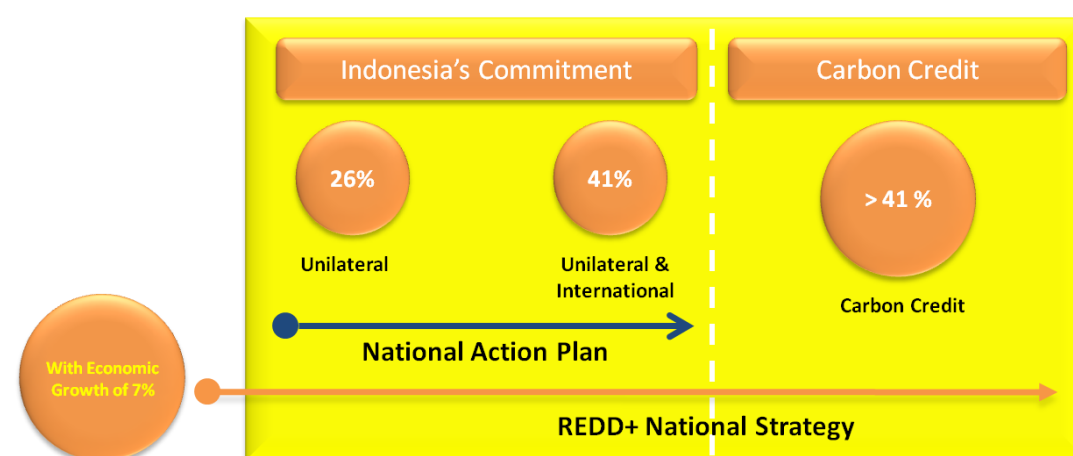 Indonesia’s Commitment
Carbon Credit
26%
41%
> 41 %
Unilateral
Unilateral &
International
Carbon Credit
National Action Plan
With Economic
Growth of 7%
REDD+ National Strategy